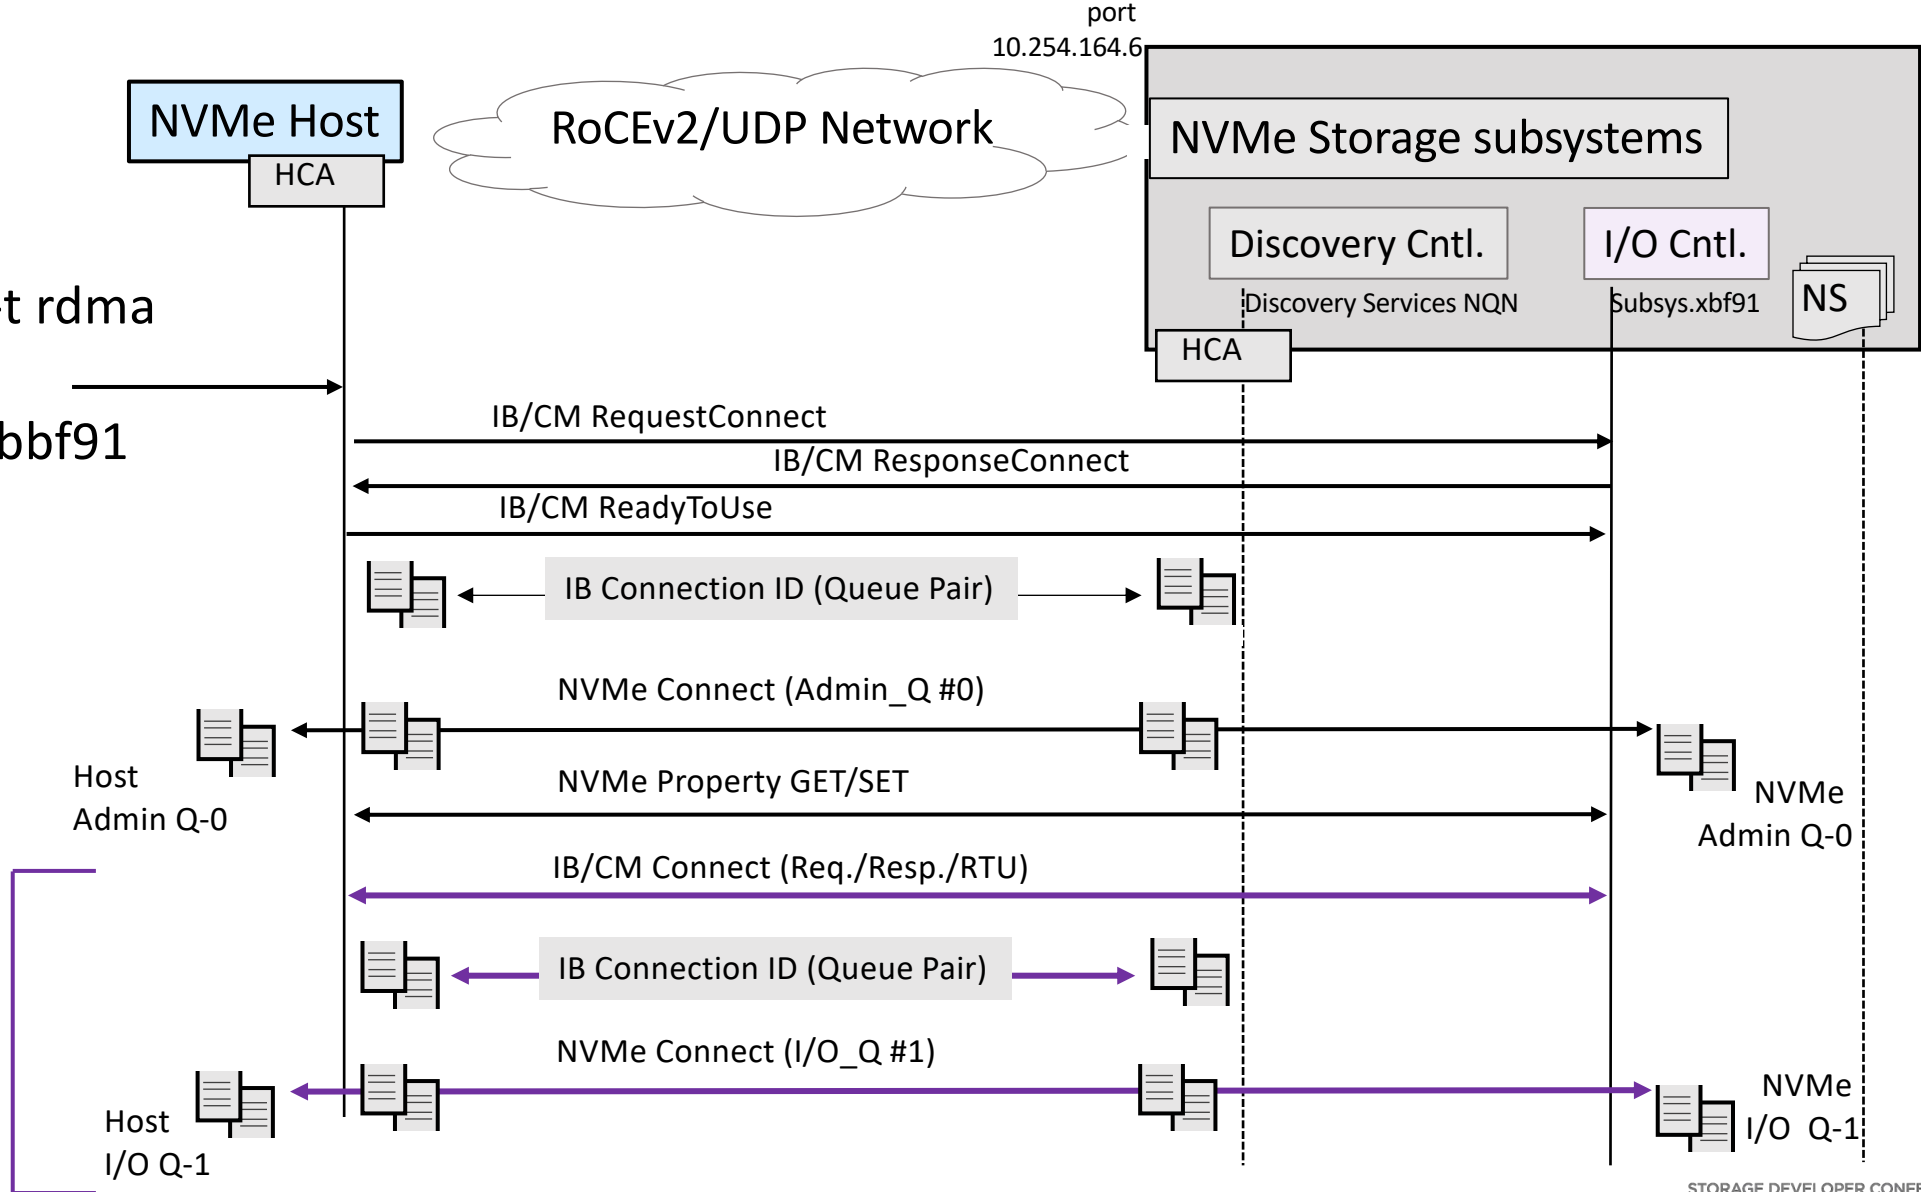 port
10.254.164.6
NVMe Host
HCA
RoCEv2/UDP Network
NVMe Storage subsystems
Discovery Cntl.
I/O Cntl.
Discovery Services NQN
Subsys.xbf91
NS
HCA
t rdma
bbf91
IB/CM RequestConnect
IB/CM ResponseConnect
IB/CM ReadyToUse
IB Connection ID (Queue Pair)
NVMe Connect (Admin_Q #0)
Host
Admin Q-0
NVMe Property GET/SET
NVMe
Admin Q-0
IB/CM Connect (Req./Resp./RTU)
IB Connection ID (Queue Pair)
NVMe Connect (I/O_Q #1)
Host
I/O Q-1
NVMe
I/O Q-1
STORAGE DEVELOPER CONFE